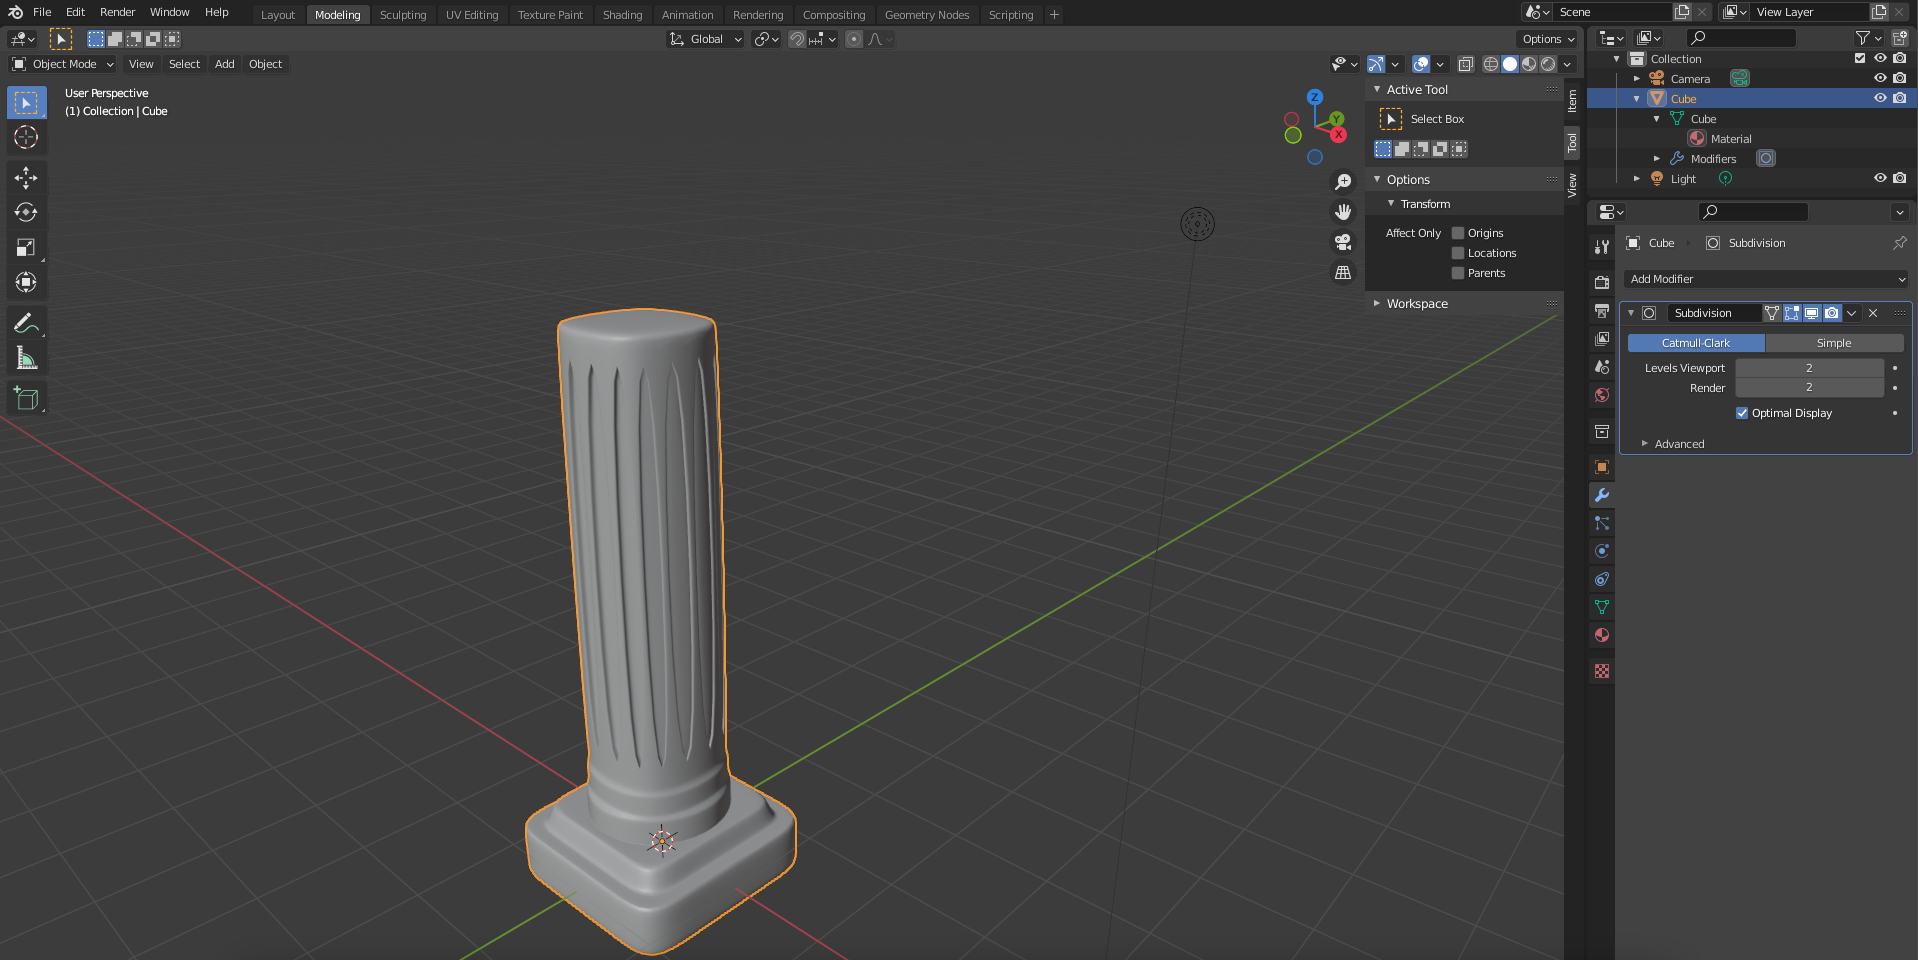 File Edit Render Window Help Layout Modeling Sculpting UV Editing Texture Paint Shading Animation Rendering Compositing Geometry Nodes Scripting + Scene View Layer
Global Options
Object Mode View Select Add Object
User Perspective
(1) Collection | Cube
Z
Y
X
Active Tool
Select Box
Options
Transform
Affect Only Origins
Locations
Parents
Workspace
Item
Tool
View
Collection
Camera
Cube
Cube
Material
Modifiers
Light
Cube Subdivision
Add Modifier
Subdivision
Catmull-Clark Simple
Levels Viewport 2
Render 2
Optimal Display
Advanced